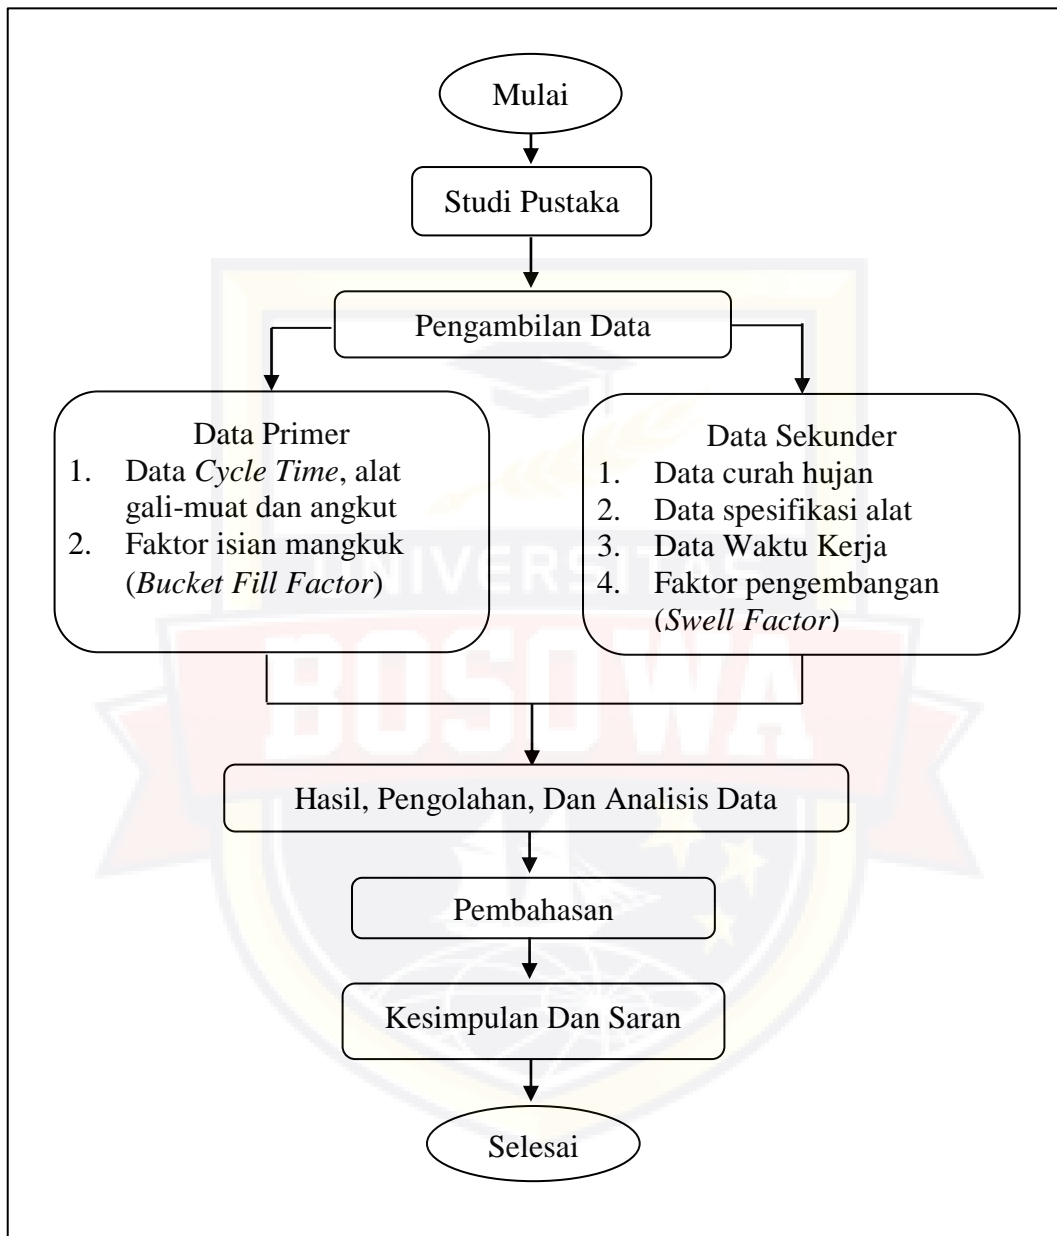 Mulai
Studi Pustaka
Pengambilan Data
Data Primer
1. Data Cycle Time, alat
gali-muat dan angkut
2. Faktor isian mangkuk
(Bucket Fill Factor)
Data Sekunder
1. Data curah hujan
2. Data spesifikasi alat
3. Data Waktu Kerja
4. Faktor pengembangan
(Swell Factor)
UNIVERSITAS
BOSOWA
Hasil, Pengolahan, Dan Analisis Data
Pembahasan
Kesimpulan Dan Saran
Selesai